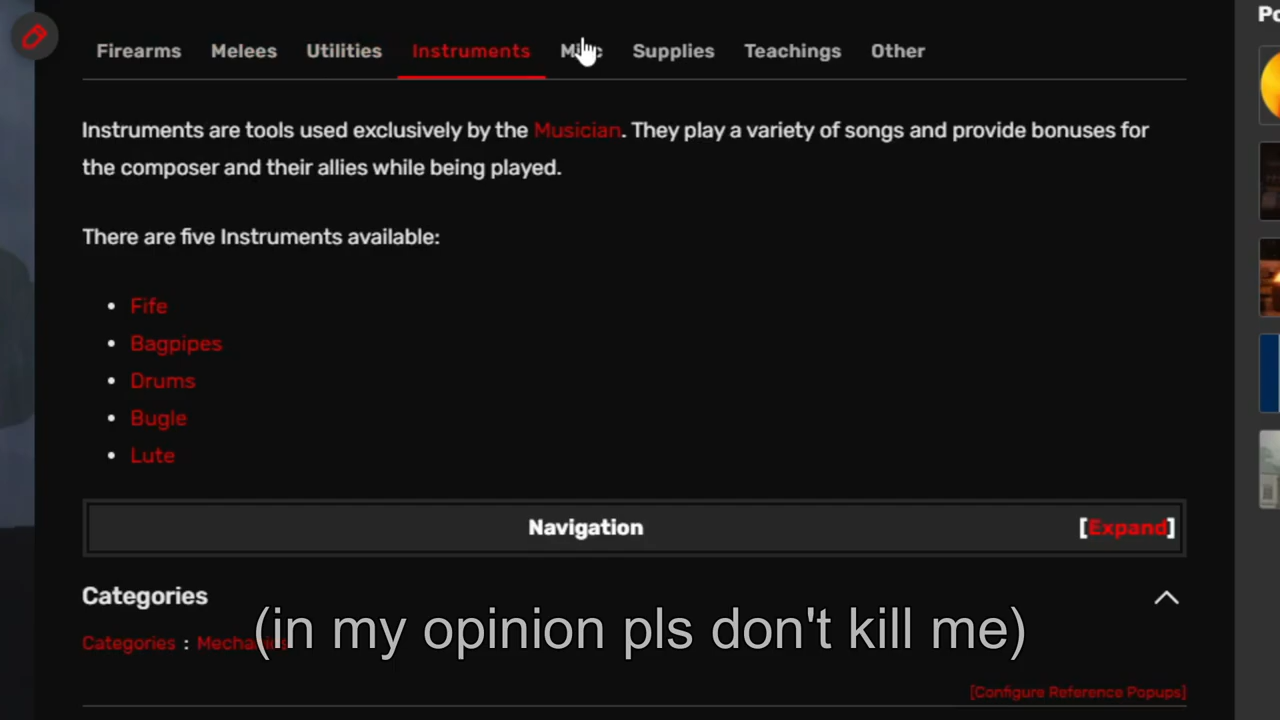 Firearms Melees Utilities Instruments Supplies Teachings Other
Instruments are tools used exclusively by the Musician. They play a variety of songs and provide bonuses for
the composer and their allies while being played.
There are five Instruments available:
• Fife
• Bagpipes
• Drums
• Bugle
• Lute
Navigation [Expand]
Categories
(in my opinion pls don't kill me)
Categories :
[Configure Reference Popups]